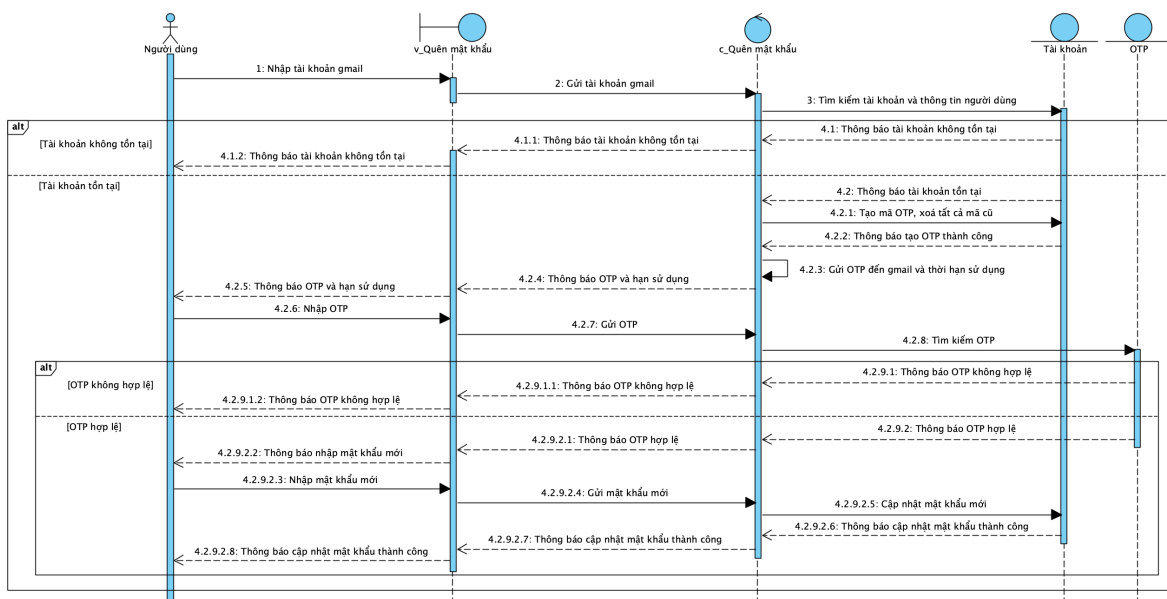 Người dùng
v_Quên mật khẩu
c_Quên mật khẩu
Tài khoản
OTP
1: Nhập tài khoản gmail
2: Gửi tài khoản gmail
3: Tìm kiếm tài khoản và thông tin người dùng
alt
[Tài khoản không tồn tại]
4.1: Thông báo tài khoản không tồn tại
4.1.1: Thông báo tài khoản không tồn tại
4.1.2: Thông báo tài khoản không tồn tại
[Tài khoản tồn tại]
4.2: Thông báo tài khoản tồn tại
4.2.1: Tạo mã OTP, xoá tất cả mã cũ
4.2.2: Thông báo tạo OTP thành công
4.2.3: Gửi OTP đến gmail và thời hạn sử dụng
4.2.4: Thông báo OTP và hạn sử dụng
4.2.5: Thông báo OTP và hạn sử dụng
4.2.6: Nhập OTP
4.2.7: Gửi OTP
4.2.8: Tìm kiếm OTP
alt
[OTP không hợp lệ]
4.2.9.1: Thông báo OTP không hợp lệ
4.2.9.1.1: Thông báo OTP không hợp lệ
4.2.9.1.2: Thông báo OTP không hợp lệ
[OTP hợp lệ]
4.2.9.2: Thông báo OTP hợp lệ
4.2.9.2.1: Thông báo OTP hợp lệ
4.2.9.2.2: Thông báo nhập mật khẩu mới
4.2.9.2.3: Nhập mật khẩu mới
4.2.9.2.4: Gửi mật khẩu mới
4.2.9.2.5: Cập nhật mật khẩu mới
4.2.9.2.6: Thông báo cập nhật mật khẩu thành công
4.2.9.2.7: Thông báo cập nhật mật khẩu thành công
4.2.9.2.8: Thông báo cập nhật mật khẩu thành công